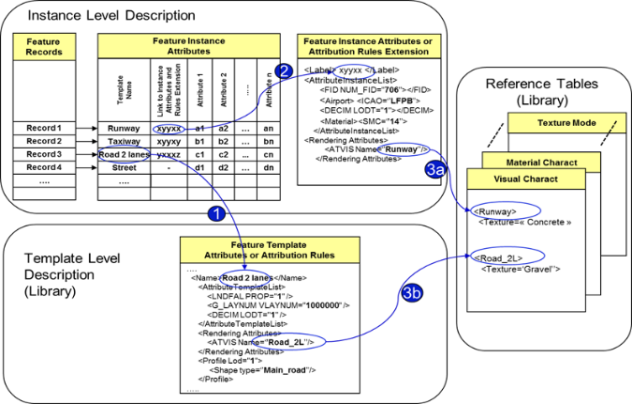 Instance Level Description
Feature
Records
Feature Instance
Attributes
Template
Name
Link to Instance
Attributes and
Rules Extension
Attribute 1
Attribute 2
....
Attribute n
Record 1
Runway
xyyxx
a1
a2
...
an
Record 2
Taxiway
xyyxy
b1
b2
...
bn
Record 3
Road 2 lanes
yxxxz
c1
c2
...
cn
Record 4
Street
-
d1
d2
...
dn
....
2
Feature Instance Attributes or
Attribution Rules Extension
<Label> xyyxx </Label>
<AttributeInstanceList>
<FID NUM_FID="706"> </FID>
<Airport> <ICAO="LFPB">
<DECIM LODT="1"> </DECIM>
<Material> <SMC="14">
</AttributeInstanceList>
<Rendering Attributes>
<ATVIS Name="Runway"/>
</Rendering Attributes>
3a
Reference Tables
(Library)
Texture Mode
Material Charact
Visual Charact
<Runway>
<Texture=« Concrete »
<Road_2L>
<Texture='Gravel">
1
Template Level
Description
(Library)
Feature Template
Attributes or Attribution Rules
....
<Name> Road 2 lanes </Name>
<AttributeTemplateList>
<LNDFAL PROP="1"/>
<G_LAYNUM VLAYNUM="1000000"/>
<DECIM LODT="1"/>
</AttributeTemplateList>
<Rendering Attributes>
<ATVIS Name="Road_2L"/>
</Rendering Attributes>
<Profile Lod="1">
<Shape type="Main_road"/>
</Profile>
.....
3b